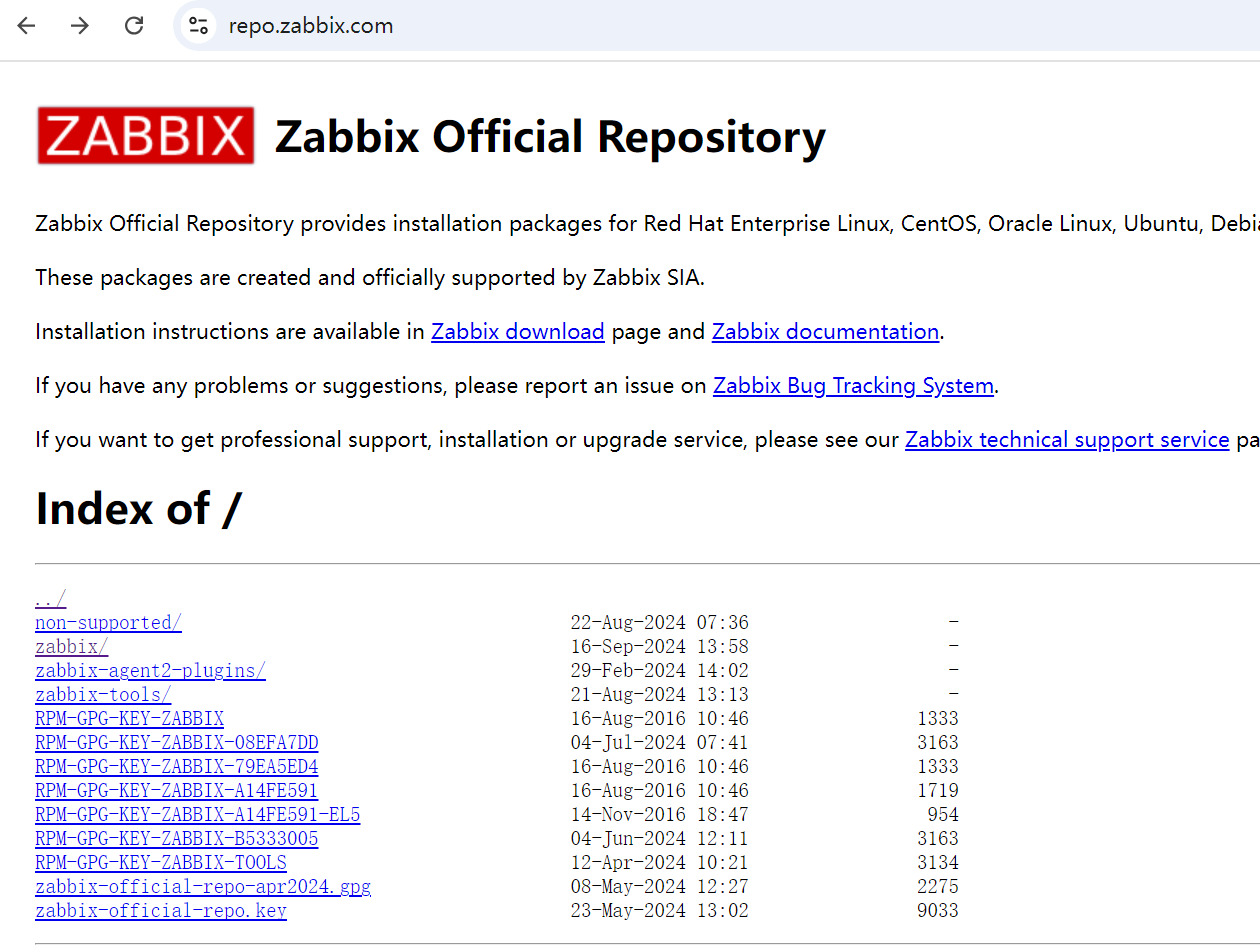 repo.zabbix.com
ZABBIX Zabbix Official Repository
Zabbix Official Repository provides installation packages for Red Hat Enterprise Linux, CentOS, Oracle Linux, Ubuntu,
These packages are created and officially supported by Zabbix SIA.
Installation instructions are available in Zabbix download page and Zabbix documentation.
If you have any problems or suggestions, please report an issue on Zabbix Bug Tracking System.
If you want to get professional support, installation or upgrade service, please see our Zabbix technical support service
Index of /
../
non-supported/ 22-Aug-2024 07:36 -
zabbix/ 16-Sep-2024 13:58 -
zabbix-agent2-plugins/ 29-Feb-2024 14:02 -
zabbix-tools/ 21-Aug-2024 13:13 -
RPM-GPG-KEY-ZABBIX 16-Aug-2016 10:46 1333
RPM-GPG-KEY-ZABBIX-08EFA7DD 04-Jul-2024 07:41 3163
RPM-GPG-KEY-ZABBIX-79EA5ED4 16-Aug-2016 10:46 1333
RPM-GPG-KEY-ZABBIX-A14FE591 16-Aug-2016 10:46 1719
RPM-GPG-KEY-ZABBIX-A14FE591-EL5 14-Nov-2016 18:47 954
RPM-GPG-KEY-ZABBIX-B5333005 04-Jun-2024 12:11 3163
RPM-GPG-KEY-ZABBIX-TOOLS 12-Apr-2024 10:21 3134
zabbix-official-repo-apr2024.gpg 08-May-2024 12:27 2275
zabbix-official-repo.key 23-May-2024 13:02 9033